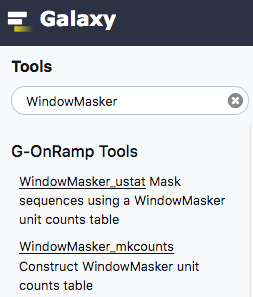 Galaxy
Tools
WindowMasker
G-OnRamp Tools
WindowMasker_ustat Mask
sequences using a WindowMasker
unit counts table
WindowMasker_mkcounts
Construct WindowMasker unit
counts table